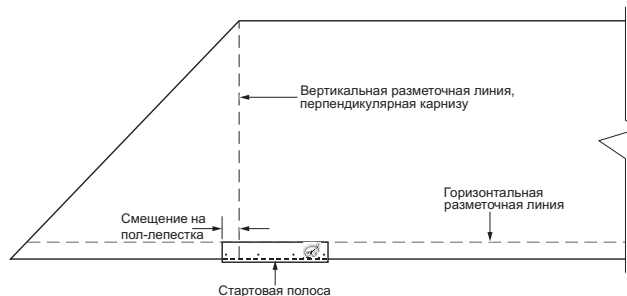 Вертикальная разметочная линия,
перпендикулярная карнизу
Горизонтальная
разметочная линия
Смещение на
пол-лепестка
Стартовая полоса